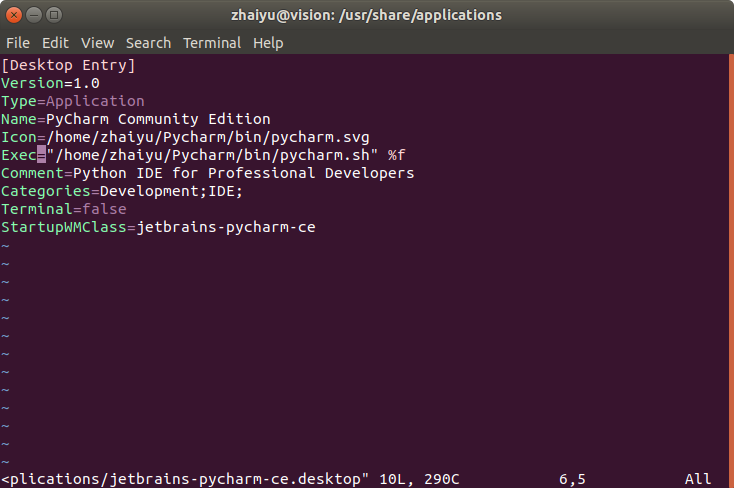 zhaiyu@vision: /usr/share/applications
File Edit View Search Terminal Help
[Desktop Entry]
Version=1.0
Type=Application
Name=PyCharm Community Edition
Icon=/home/zhaiyu/Pycharm/bin/pycharm.svg
Exec="/home/zhaiyu/Pycharm/bin/pycharm.sh" %f
Comment=Python IDE for Professional Developers
Categories=Development;IDE;
Terminal=false
StartupWMClass=jetbrains-pycharm-ce
~
~
~
~
~
~
~
~
~
~
~
~
~
<plications/jetbrains-pycharm-ce.desktop" 10L, 290C 6,5 All